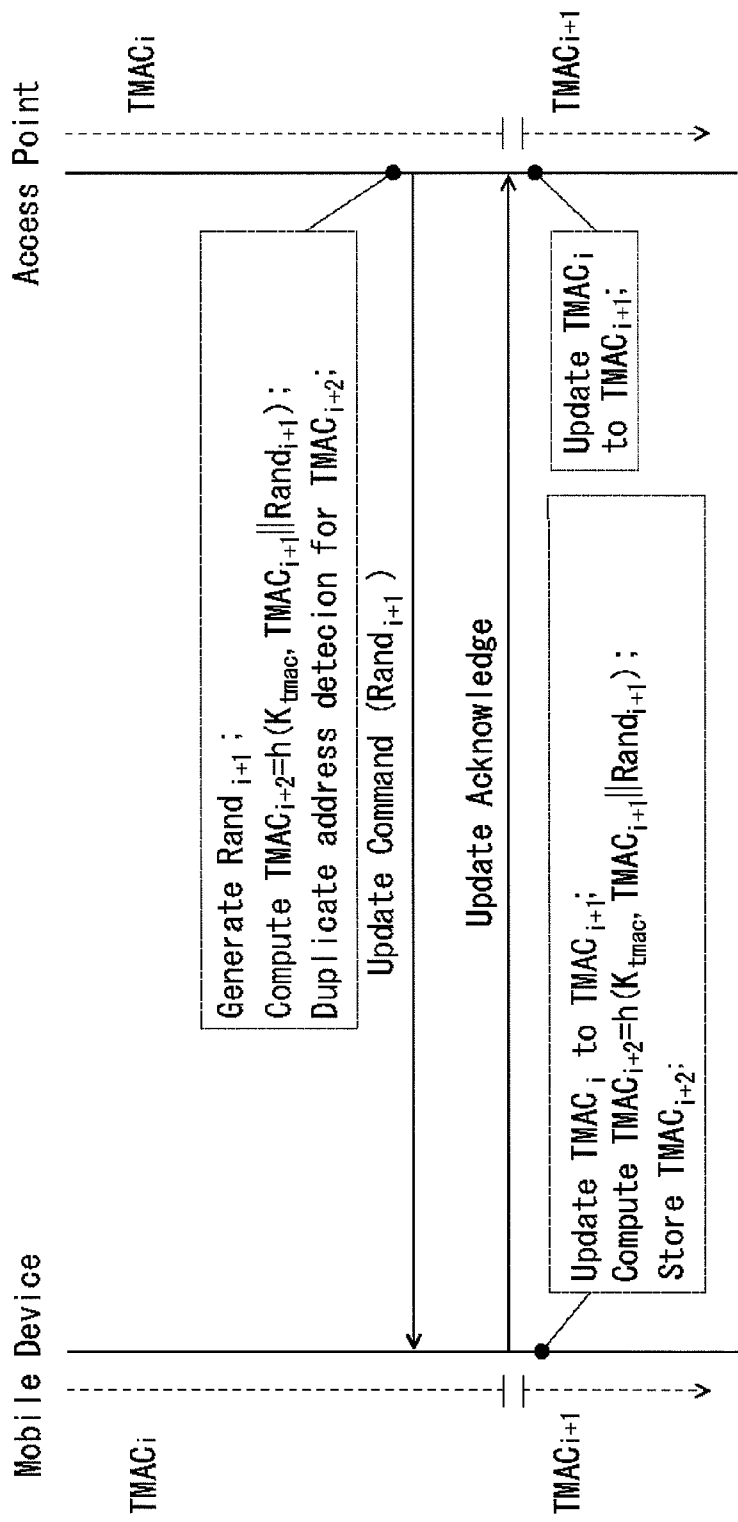 Mobile Device
Access Point
TMACi
TMACi
Generate Randi+1;
Compute TMACi+2=h(Ktmac, TMACi+1||Randi+1);
Duplicate address detecion for TMACi+2;
Update Command (Randi+1)
Update Acknowledge
Update TMACi to TMACi+1;
Compute TMACi+2=h(Ktmac, TMACi+1||Randi+1);
Store TMACi+2;
Update TMACi
to TMACi+1;
TMACi+1
TMACi+1